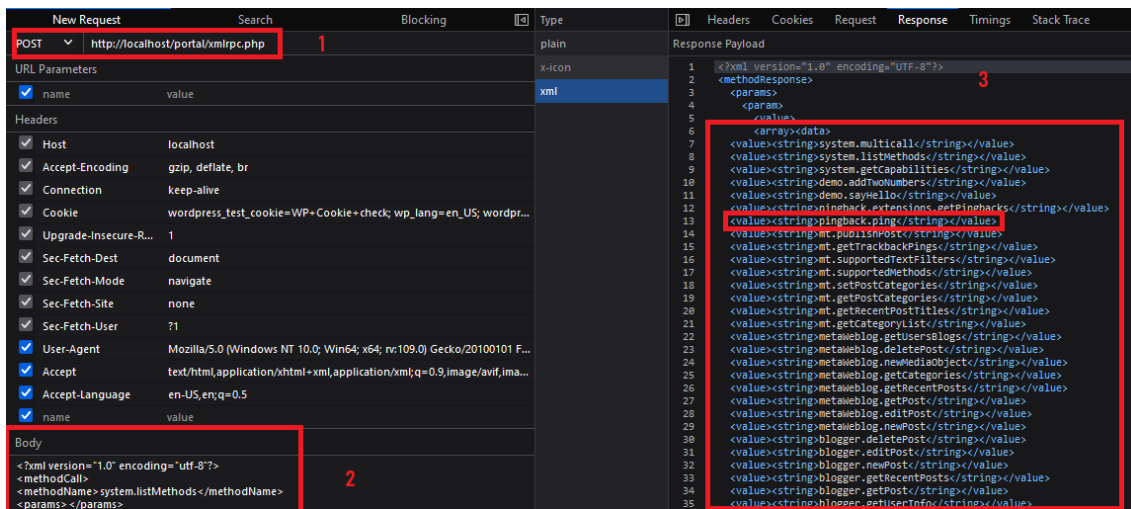 New Request
Search
Blocking
POST
http://localhost/portal/xmlrpc.php
1
URL Parameters
name value
Headers
Host localhost
Accept-Encoding gzip, deflate, br
Connection keep-alive
Cookie wordpress_test_cookie=WP+Cookie+check; wp_lang=en_US; wordpr...
Upgrade-Insecure-R... 1
Sec-Fetch-Dest document
Sec-Fetch-Mode navigate
Sec-Fetch-Site none
Sec-Fetch-User ?1
User-Agent Mozilla/5.0 (Windows NT 10.0; Win64; x64; rv:109.0) Gecko/20100101 F...
Accept text/html,application/xhtml+xml,application/xml;q=0.9,image/avif,ima...
Accept-Language en-US,en;q=0.5
name value
Body
<?xml version="1.0" encoding="utf-8"?>
<methodCall>
<methodName>system.listMethods</methodName>
<params></params>
2
Type
plain
x-icon
xml
Headers Cookies Request Response Timings Stack Trace
Response Payload
3
1 <?xml version="1.0" encoding="UTF-8"?>
2 <methodResponse>
3 <params>
4 <param>
5 <value>
6 <array><data>
7 <value><string>system.multicall</string></value>
8 <value><string>system.listMethods</string></value>
9 <value><string>system.getCapabilities</string></value>
10 <value><string>demo.addTwoNumbers</string></value>
11 <value><string>demo.sayHello</string></value>
12 <value><string>pingback.extensions.getPingbacks</string></value>
13 <value><string>pingback.ping</string></value>
14 <value><string>mt.publishPost</string></value>
15 <value><string>mt.getTrackbackPings</string></value>
16 <value><string>mt.supportedTextFilters</string></value>
17 <value><string>mt.supportedMethods</string></value>
18 <value><string>mt.setPostCategories</string></value>
19 <value><string>mt.getPostCategories</string></value>
20 <value><string>mt.getRecentPostTitles</string></value>
21 <value><string>mt.getCategoryList</string></value>
22 <value><string>metaWeblog.getUsersBlogs</string></value>
23 <value><string>metaWeblog.deletePost</string></value>
24 <value><string>metaWeblog.newMediaObject</string></value>
25 <value><string>metaWeblog.getCategories</string></value>
26 <value><string>metaWeblog.getRecentPosts</string></value>
27 <value><string>metaWeblog.getPost</string></value>
28 <value><string>metaWeblog.editPost</string></value>
29 <value><string>metaWeblog.newPost</string></value>
30 <value><string>blogger.deletePost</string></value>
31 <value><string>blogger.editPost</string></value>
32 <value><string>blogger.newPost</string></value>
33 <value><string>blogger.getRecentPosts</string></value>
34 <value><string>blogger.getPost</string></value>
35 <value><string>blogger.getUserInfo</string></value>